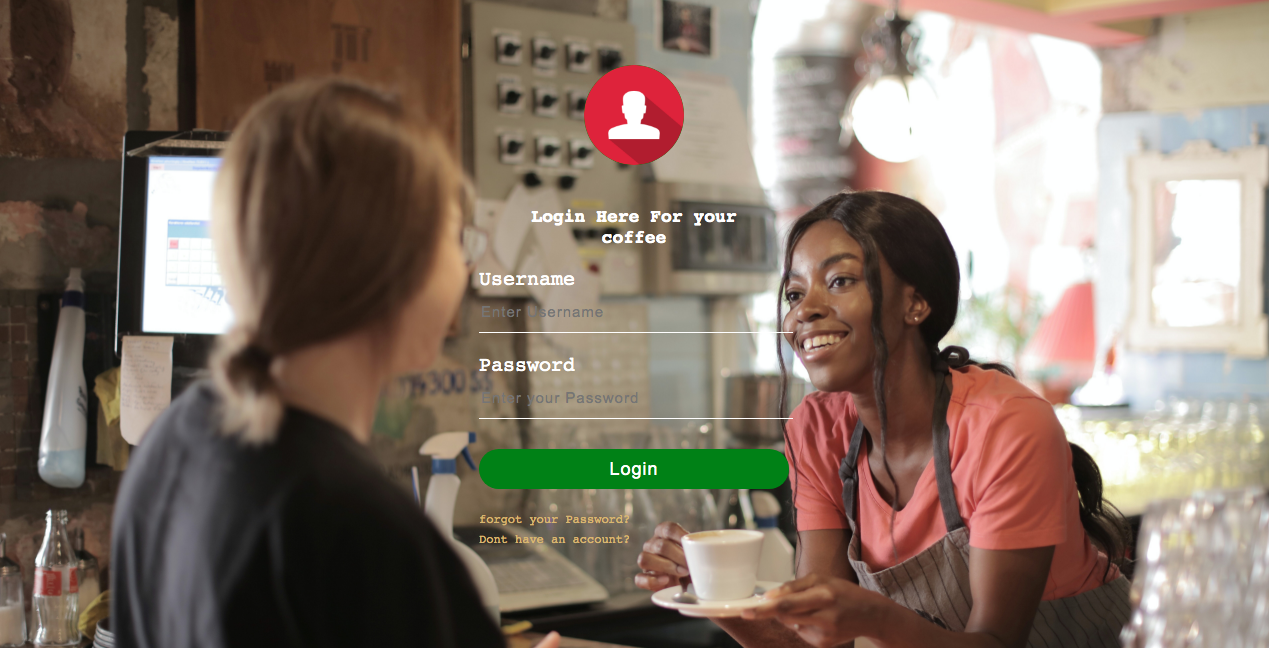 Login Here For your
coffee
Username
Enter Username
Password
Enter your Password
Login
forgot your Password?
Dont have an account?